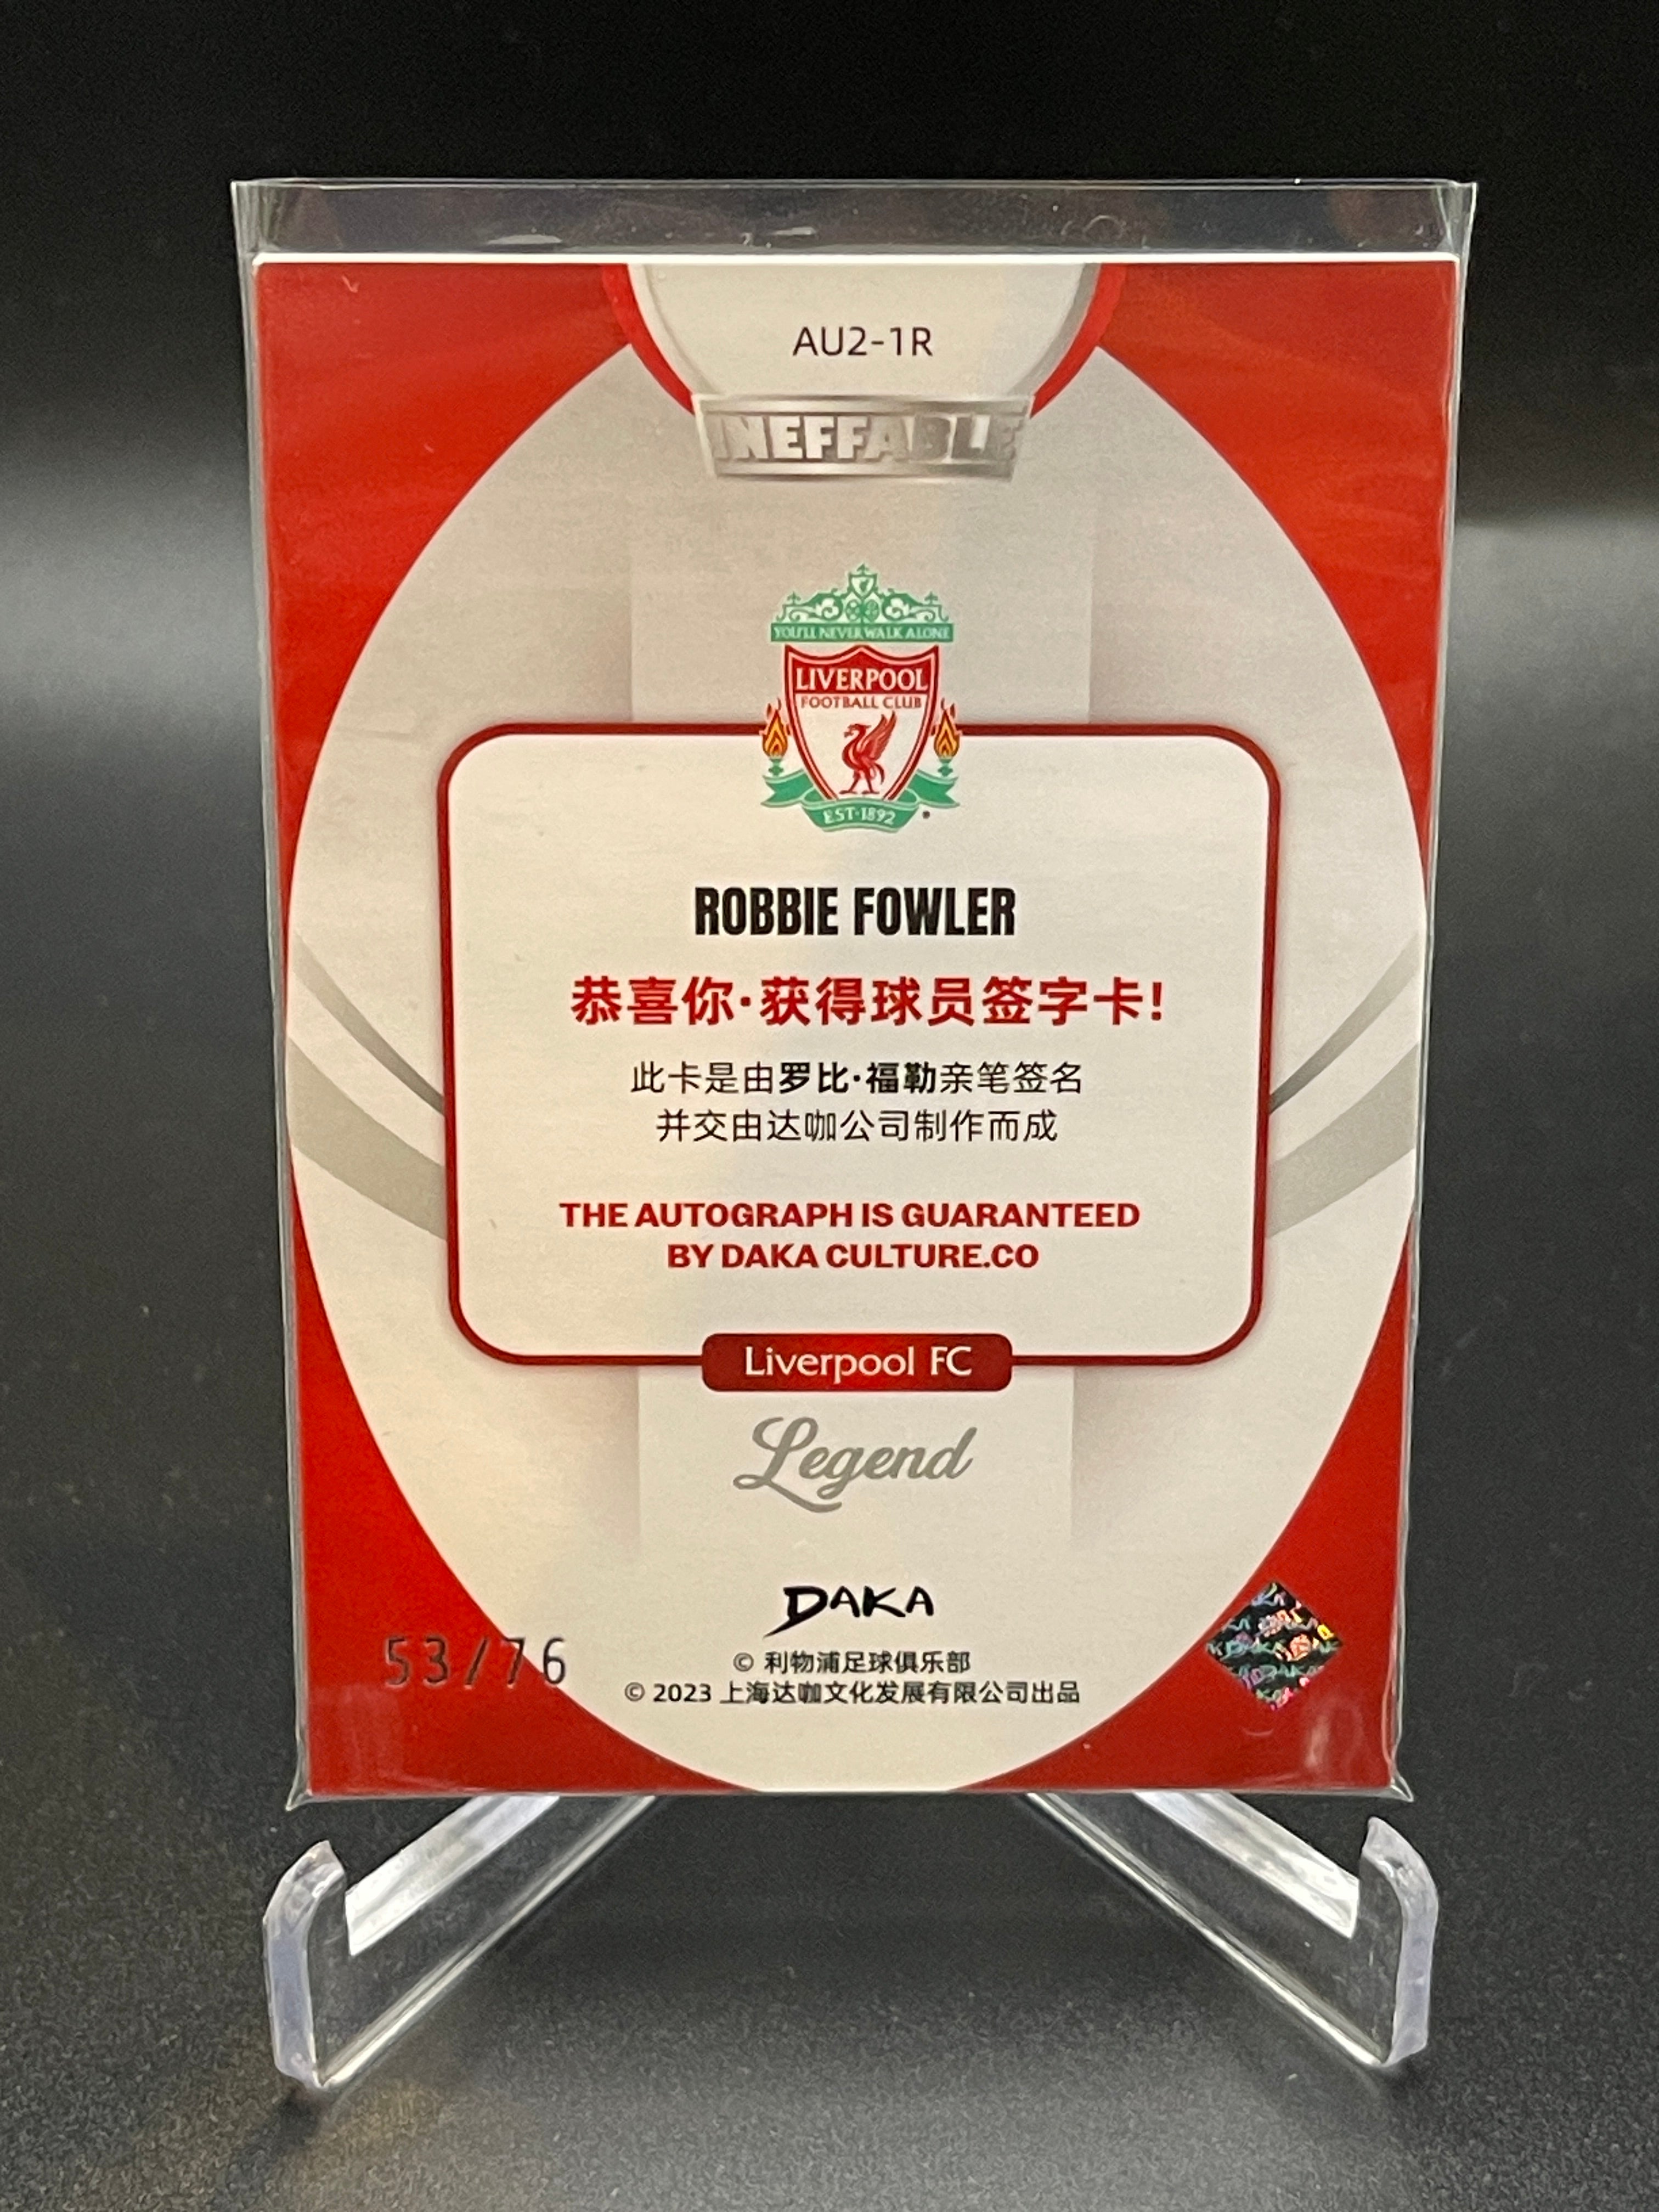 AU2-1R
INEFFABLE
YOU'LL NEVER WALK ALONE
LIVERPOOL
FOOTBALL CLUB
EST·1892
ROBBIE FOWLER
恭喜你·获得球员签字卡!
此卡是由罗比·福勒亲笔签名
并交由达咖公司制作而成
THE AUTOGRAPH IS GUARANTEED
BY DAKA CULTURE.CO
Liverpool FC
Legend
DAKA
53/76
© 利物浦足球俱乐部
© 2023 上海达咖文化发展有限公司出品